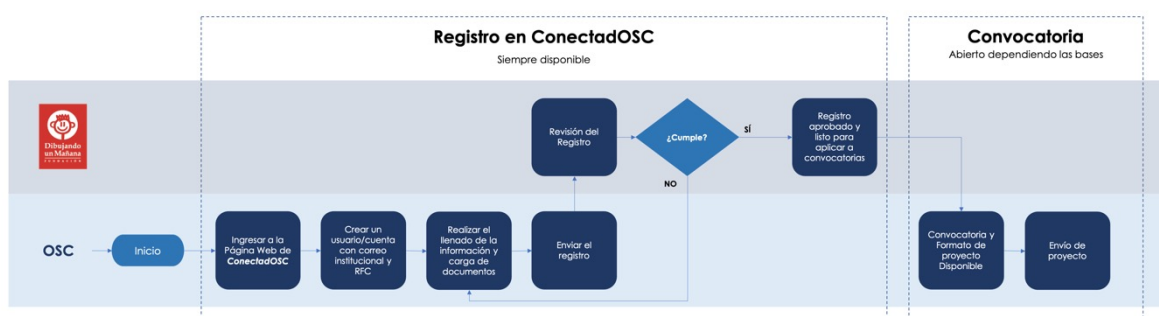 Registro en ConectadOSC
Siempre disponible
Convocatoria
Abierto dependiendo las bases
Dibujando
un Mañana
FUNDACIÓN
Revisión del
Registro
¿Cumple?
SÍ
NO
Registro
aprobado y
listo para
aplicar a
convocatorias
OSC
Inicio
Ingresar a la
Página Web de
ConectadOSC
Crear un
usuario/cuenta
con correo
institucional y
RFC
Realizar el
llenado de la
información y
carga de
documentos
Enviar el
registro
Convocatoria y
Formato de
proyecto
Disponible
Envío de
proyecto